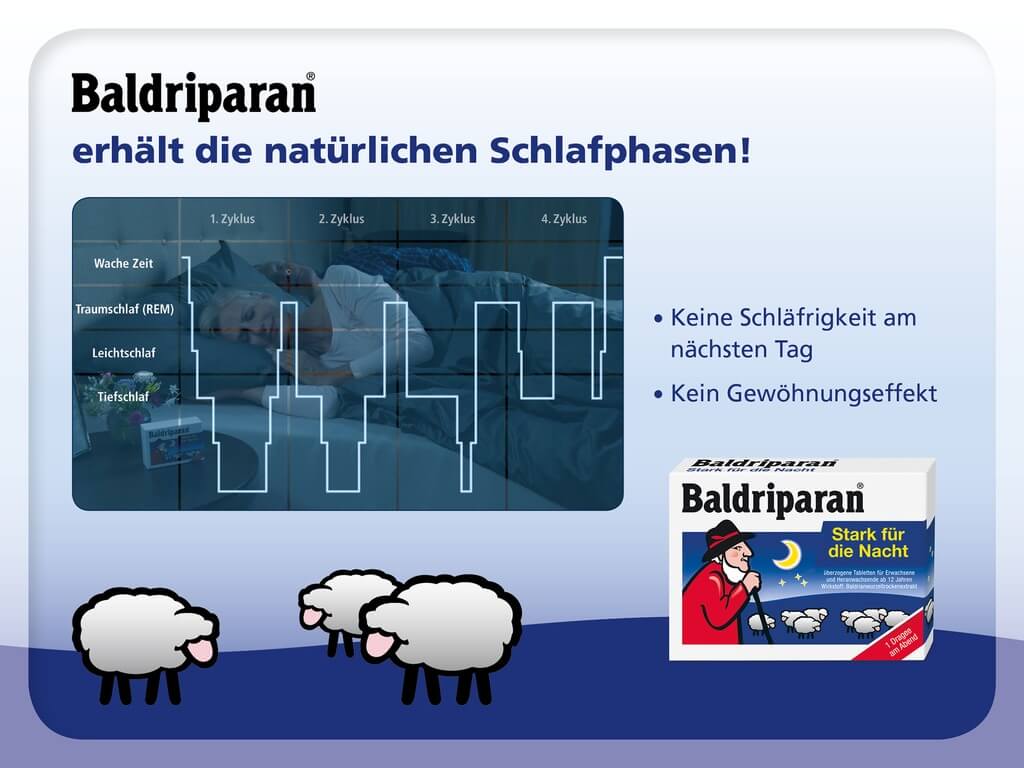 Baldriparan®
erhält die natürlichen Schlafphasen!
1. Zyklus
2. Zyklus
3. Zyklus
4. Zyklus
Wache Zeit
Traumschlaf (REM)
Leichtschlaf
Tiefschlaf
Baldriparan
• Keine Schläfrigkeit am
nächsten Tag
• Kein Gewöhnungseffekt
Baldriparan
Stark für die Nacht
Baldriparan®
Stark für
die Nacht
überzogene Tabletten für Erwachsene
und Heranwachsende ab 12 Jahren
Wirkstoff: Baldrianwurzeltrockenextrakt
1 Dragee
am Abend